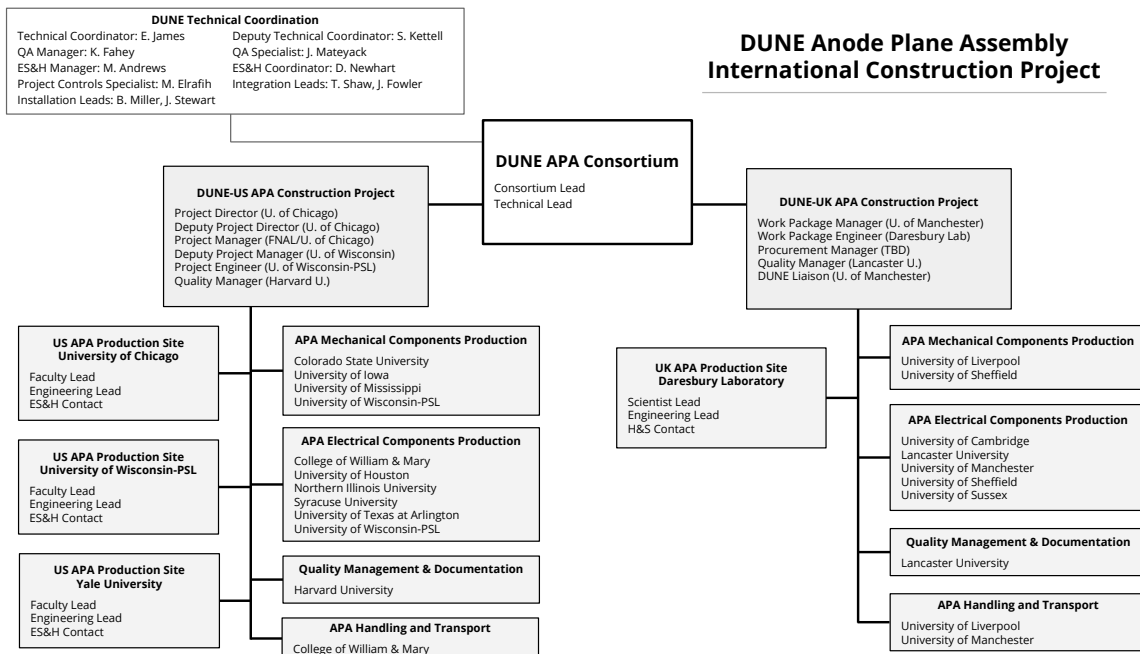 DUNE Technical Coordination
Technical Coordinator: E. James
Deputy Technical Coordinator: S. Kettell
QA Manager: K. Fahey
QA Specialist: J. Mateyack
ES&H Manager: M. Andrews
ES&H Coordinator: D. Newhart
Project Controls Specialist: M. Elrafih
Integration Leads: T. Shaw, J. Fowler
Installation Leads: B. Miller, J. Stewart
DUNE Anode Plane Assembly
International Construction Project
DUNE APA Consortium
Consortium Lead
Technical Lead
DUNE-US APA Construction Project
Project Director (U. of Chicago)
Deputy Project Director (U. of Chicago)
Project Manager (FNAL/U. of Chicago)
Deputy Project Manager (U. of Wisconsin)
Project Engineer (U. of Wisconsin-PSL)
Quality Manager (Harvard U.)
DUNE-UK APA Construction Project
Work Package Manager (U. of Manchester)
Work Package Engineer (Daresbury Lab)
Procurement Manager (TBD)
Quality Manager (Lancaster U.)
DUNE Liaison (U. of Manchester)
US APA Production Site
University of Chicago
Faculty Lead
Engineering Lead
ES&H Contact
US APA Production Site
University of Wisconsin-PSL
Faculty Lead
Engineering Lead
ES&H Contact
US APA Production Site
Yale University
Faculty Lead
Engineering Lead
ES&H Contact
APA Mechanical Components Production
Colorado State University
University of Iowa
University of Mississippi
University of Wisconsin-PSL
APA Electrical Components Production
College of William & Mary
University of Houston
Northern Illinois University
Syracuse University
University of Texas at Arlington
University of Wisconsin-PSL
Quality Management & Documentation
Harvard University
APA Handling and Transport
College of William & Mary
UK APA Production Site
Daresbury Laboratory
Scientist Lead
Engineering Lead
H&S Contact
APA Mechanical Components Production
University of Liverpool
University of Sheffield
APA Electrical Components Production
University of Cambridge
Lancaster University
University of Manchester
University of Sheffield
University of Sussex
Quality Management & Documentation
Lancaster University
APA Handling and Transport
University of Liverpool
University of Manchester